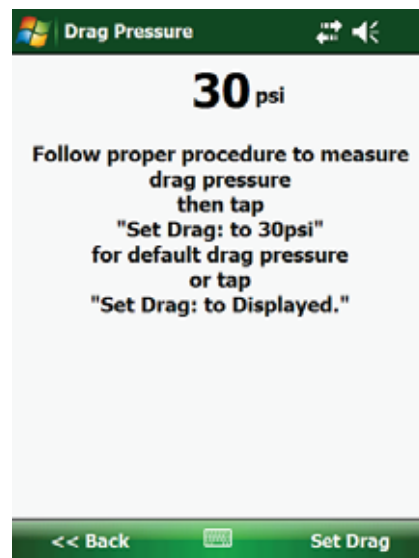 Drag Pressure
30 psi
Follow proper procedure to measure
drag pressure
then tap
"Set Drag: to 30psi"
for default drag pressure
or tap
"Set Drag: to Displayed."
<< Back Set Drag